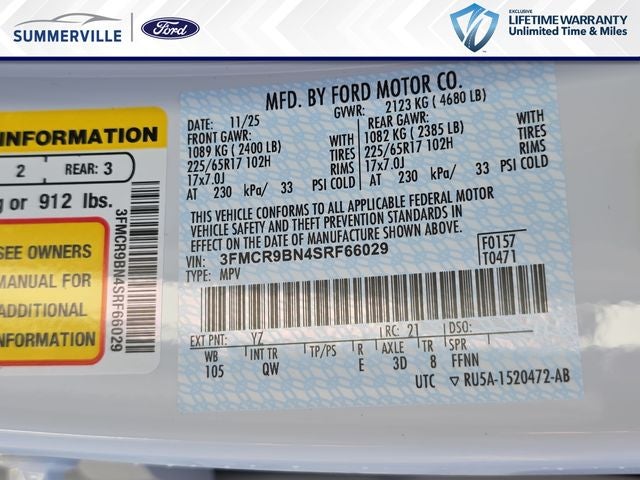 SUMMERVILLE
Ford
EXCLUSIVE
LIFETIME WARRANTY
Unlimited Time & Miles
INFORMATION
2 REAR: 3
g or 912 lbs.
SEE OWNERS
MANUAL FOR
ADDITIONAL
INFORMATION
3FMCR9BN4SRF66029
MFD. BY FORD MOTOR CO.
DATE: 11/25 GVWR: 2123 KG ( 4680 LB)
FRONT GAWR: REAR GAWR:
1089 KG ( 2400 LB) WITH 1082 KG ( 2385 LB) WITH
225/65R17 102H TIRES 225/65R17 102H TIRES
17x7.0J RIMS 17x7.0J RIMS
AT 230 kPa/ 33 PSI COLD AT 230 kPa/ 33 PSI COLD
THIS VEHICLE CONFORMS TO ALL APPLICABLE FEDERAL MOTOR
VEHICLE SAFETY AND THEFT PREVENTION STANDARDS IN
EFFECT ON THE DATE OF MANUFACTURE SHOWN ABOVE.
VIN: 3FMCR9BN4SRF66029 F0157
TYPE: MPV T0471
EXT PNT: YZ RC: 21 DSO:
WB INT TR TP/PS R AXLE TR SPR
105 QW E 3D 8 FFNN
UTC ▽ RU5A-1520472-AB